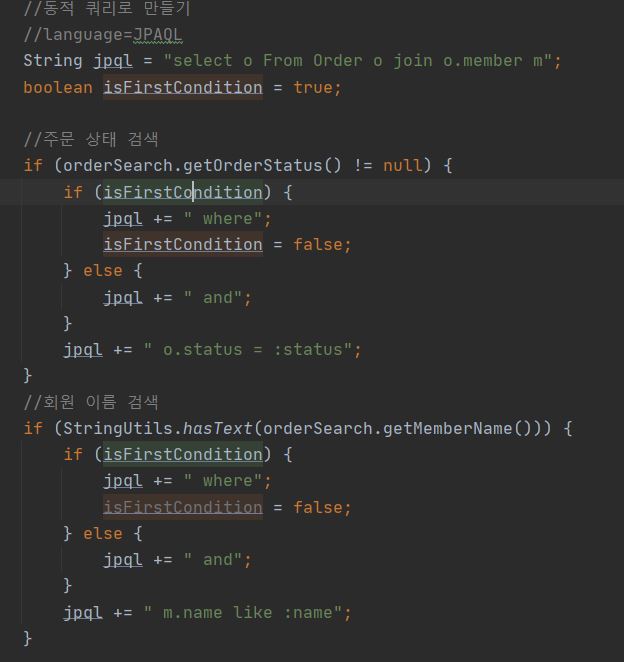 //동적 쿼리로 만들기
//language=JPAQL
String jpql = "select o From Order o join o.member m";
boolean isFirstCondition = true;
//주문 상태 검색
if (orderSearch.getOrderStatus() != null) {
if (isFirstCondition) {
jpql += " where";
isFirstCondition = false;
} else {
jpql += " and";
}
jpql += " o.status = :status";
}
//회원 이름 검색
if (StringUtils.hasText(orderSearch.getMemberName())) {
if (isFirstCondition) {
jpql += " where";
isFirstCondition = false;
} else {
jpql += " and";
}
jpql += " m.name like :name";
}